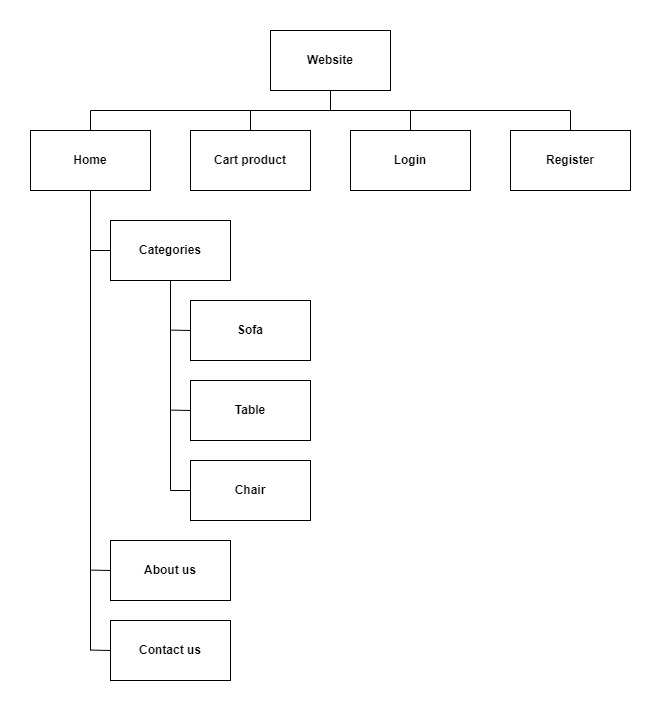 Website
Home
Cart product
Login
Register
Categories
Sofa
Table
Chair
About us
Contact us